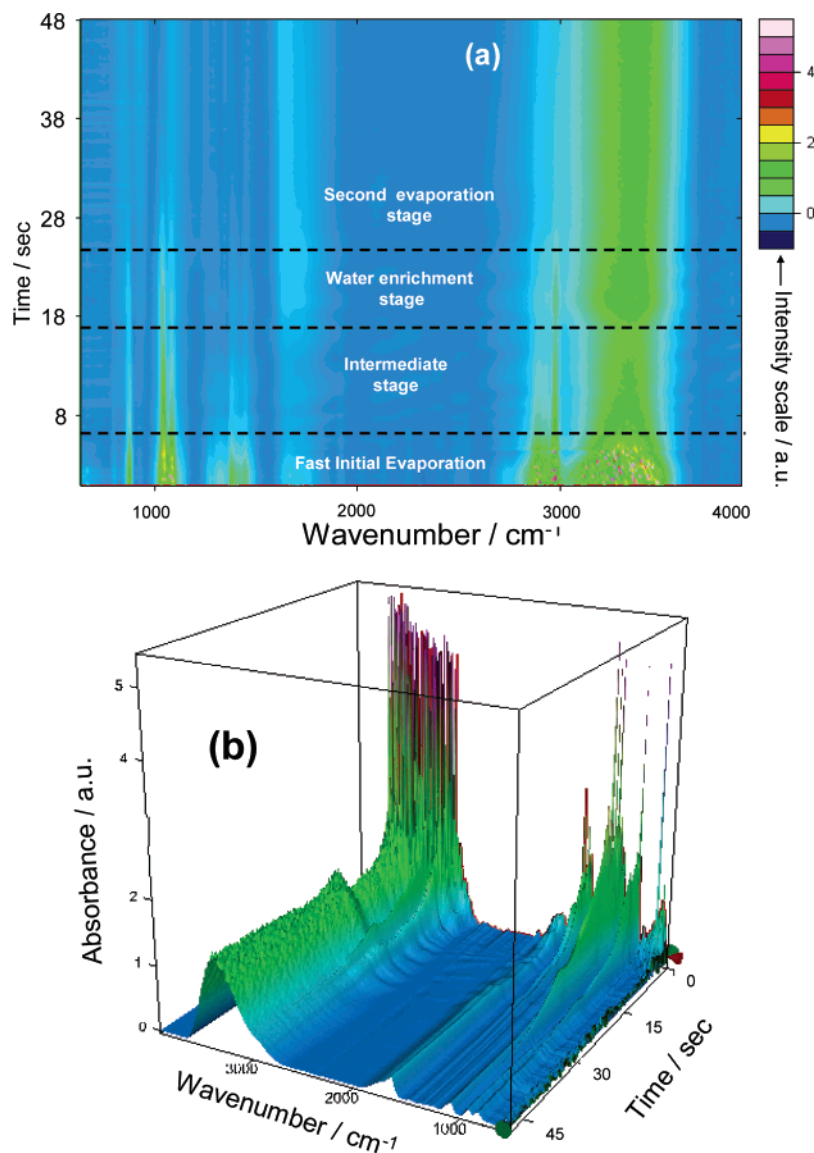 48
(a)
4
38
2
Second evaporation
stage
28
0
Time / sec
Water enrichment
stage
18
Intermediate
stage
8
Fast Initial Evaporation
Intensity scale / a.u.
1000
2000
3000
4000
Wavenumber / cm⁻¹
5
(b)
4
Absorbance / a.u.
2
1
0
0
15
30
45
Time / sec
3000
2000
1000
Wavenumber / cm⁻¹